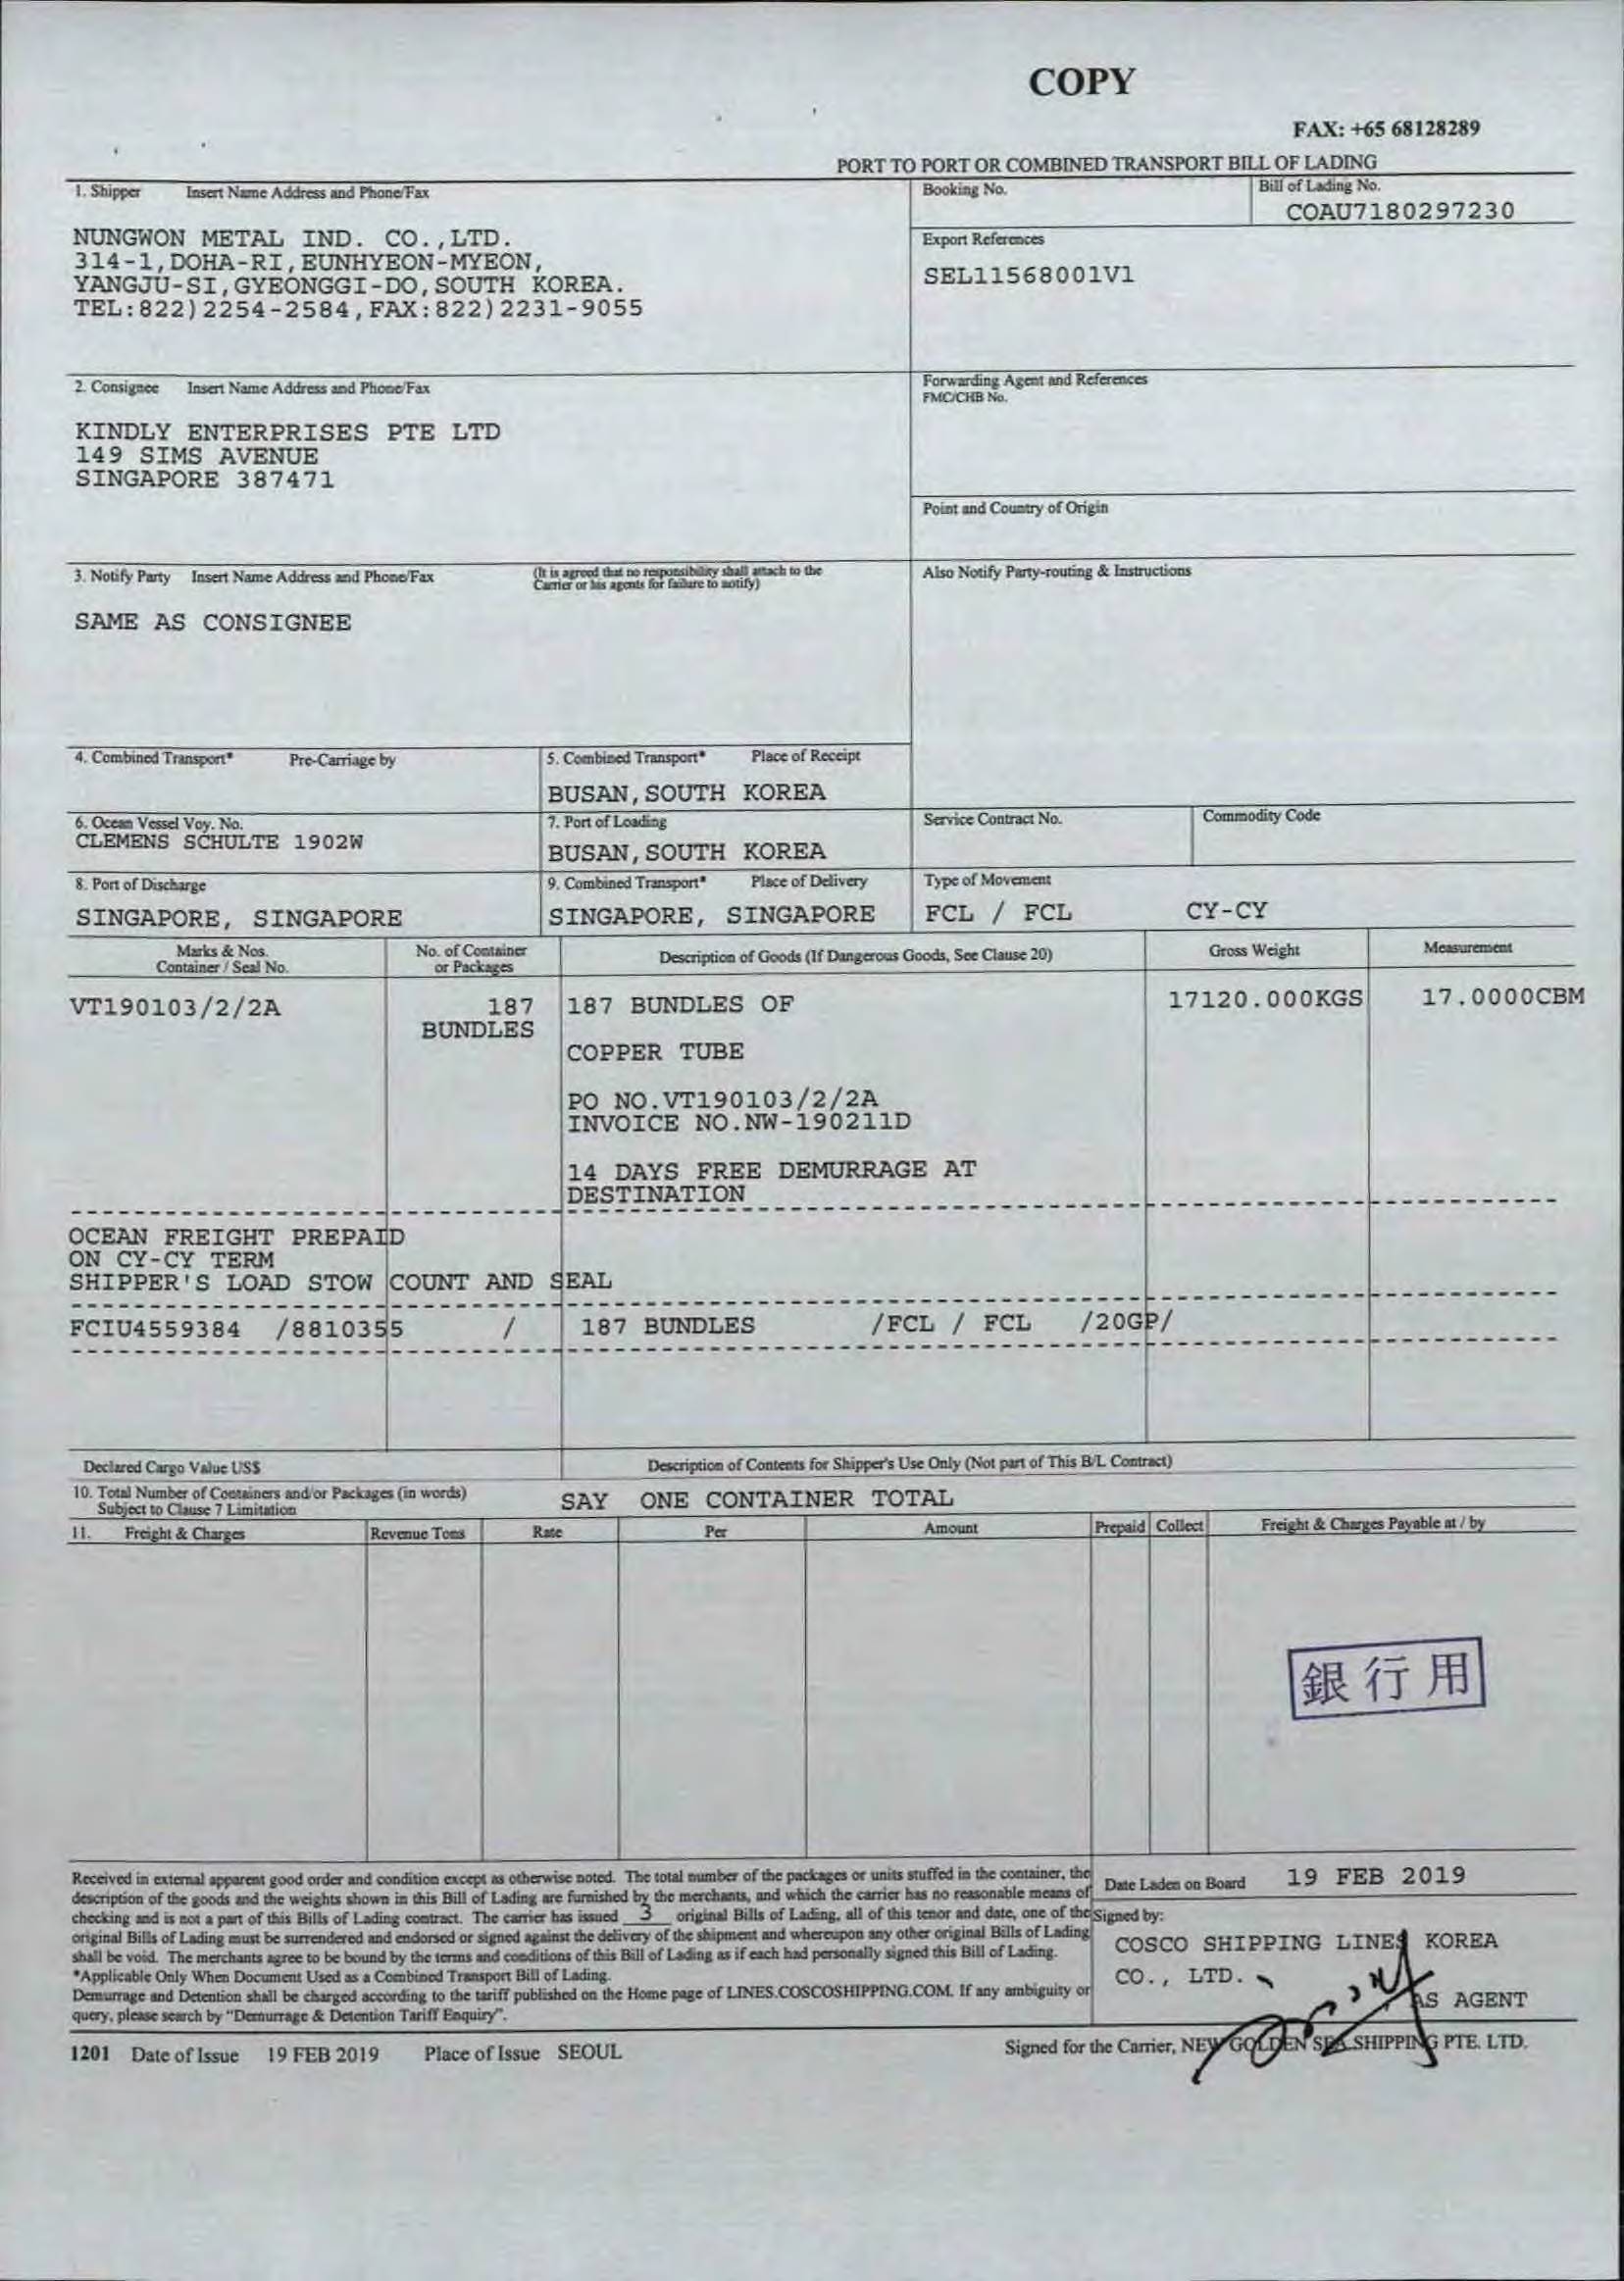 COPY
FAX: +65 68128289
PORT TO PORT OR COMBINED TRANSPORT BILL OF LADING
1. Shipper Insert Name Address and Phone/Fax
NUNGWON METAL IND. CO.,LTD.
314-1,DOHA-RI,EUNHYEON-MYEON,
YANGJU-SI,GYEONGGI-DO,SOUTH KOREA.
TEL:822)2254-2584,FAX:822)2231-9055
Booking No.
Bill of Lading No.
COAU7180297230
Export References
SEL11568001V1
2. Consignee Insert Name Address and Phone/Fax
KINDLY ENTERPRISES PTE LTD
149 SIMS AVENUE
SINGAPORE 387471
Forwarding Agent and References
FMC/CHB No.
Point and Country of Origin
3. Notify Party Insert Name Address and Phone/Fax
(It is agreed that no responsibility shall attach to the
Carrier or his agents for failure to notify)
SAME AS CONSIGNEE
Also Notify Party-routing & Instructions
4. Combined Transport* Pre-Carriage by
5. Combined Transport* Place of Receipt
BUSAN,SOUTH KOREA
6. Ocean Vessel Voy. No.
CLEMENS SCHULTE 1902W
7. Port of Loading
BUSAN,SOUTH KOREA
Service Contract No.
Commodity Code
8. Port of Discharge
SINGAPORE, SINGAPORE
9. Combined Transport* Place of Delivery
SINGAPORE, SINGAPORE
Type of Movement
FCL / FCL CY-CY
Marks & Nos.
Container / Seal No.
No. of Container
or Packages
Description of Goods (If Dangerous Goods, See Clause 20)
Gross Weight
Measurement
VT190103/2/2A
187
BUNDLES
187 BUNDLES OF
17120.000KGS
17.0000CBM
COPPER TUBE
PO NO.VT190103/2/2A
INVOICE NO.NW-190211D
14 DAYS FREE DEMURRAGE AT
DESTINATION
OCEAN FREIGHT PREPAID
ON CY-CY TERM
SHIPPER'S LOAD STOW COUNT AND SEAL
FCIU4559384 /8810355 / 187 BUNDLES /FCL / FCL /20GP/
Declared Cargo Value US$
Description of Contents for Shipper's Use Only (Not part of This B/L Contract)
10. Total Number of Containers and/or Packages (in words)
Subject to Clause 7 Limitation
SAY ONE CONTAINER TOTAL
11. Freight & Charges
Revenue Tons
Rate
Per
Amount
Prepaid
Collect
Freight & Charges Payable at / by
銀行用
Received in external apparent good order and condition except as otherwise noted. The total number of the packages or units stuffed in the container, the
description of the goods and the weights shown in this Bill of Lading are furnished by the merchants, and which the carrier has no reasonable means of
checking and is not a part of this Bills of Lading contract. The carrier has issued 3 original Bills of Lading, all of this tenor and date, one of the
original Bills of Lading must be surrendered and endorsed or signed against the delivery of the shipment and whereupon any other original Bills of Lading
shall be void. The merchants agree to be bound by the terms and conditions of this Bill of Lading as if each had personally signed this Bill of Lading.
*Applicable Only When Document Used as a Combined Transport Bill of Lading.
Demurrage and Detention shall be charged according to the tariff published on the Home page of LINES.COSCOSHIPPING.COM. If any ambiguity or
query, please search by "Demurrage & Detention Tariff Enquiry".
Date Laden on Board 19 FEB 2019
Signed by:
COSCO SHIPPING LINES KOREA
CO., LTD.
AS AGENT
1201 Date of Issue 19 FEB 2019 Place of Issue SEOUL
Signed for the Carrier, NEW GOLDEN SEA SHIPPING PTE. LTD.